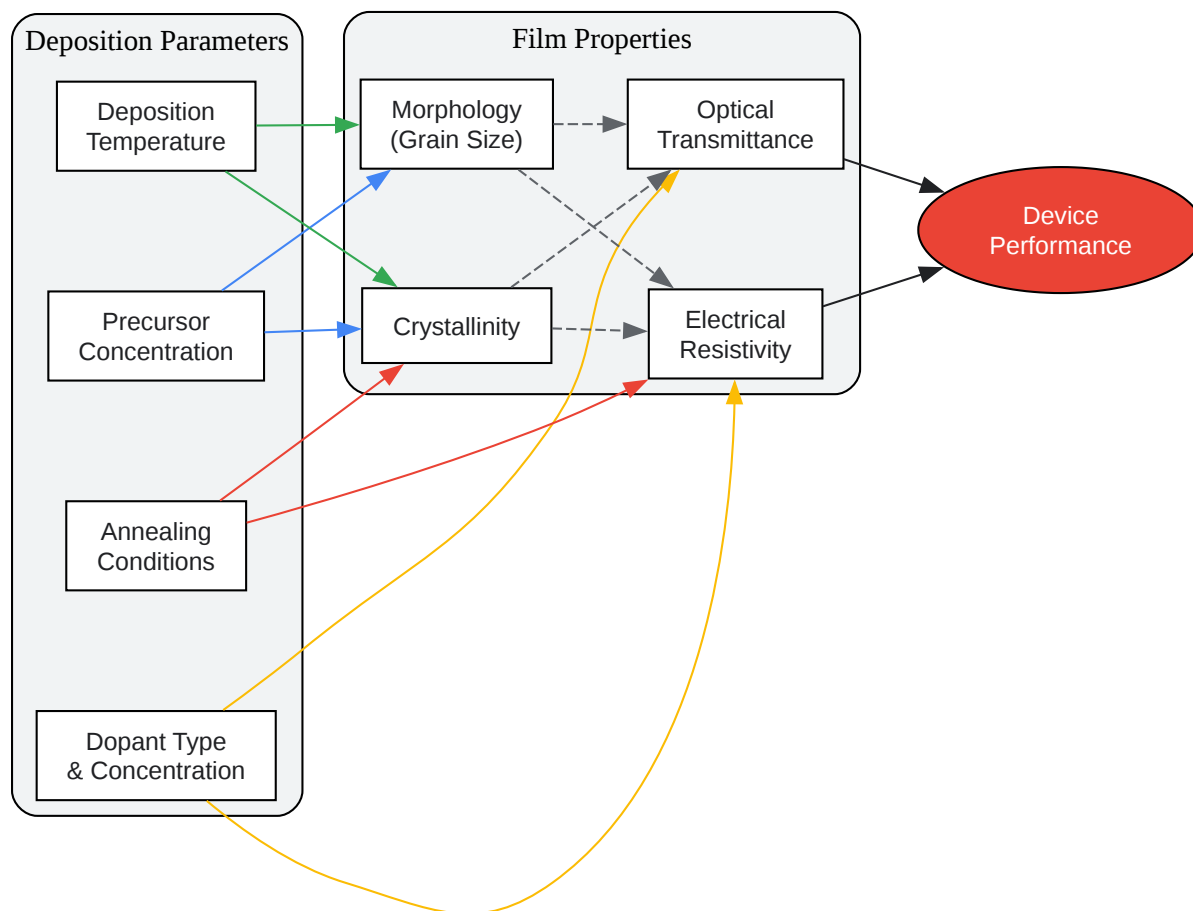 Deposition Parameters
Deposition
Temperature
Precursor
Concentration
Annealing
Conditions
Dopant Type
& Concentration
Film Properties
Morphology
(Grain Size)
Optical
Transmittance
Crystallinity
Electrical
Resistivity
Device
Performance